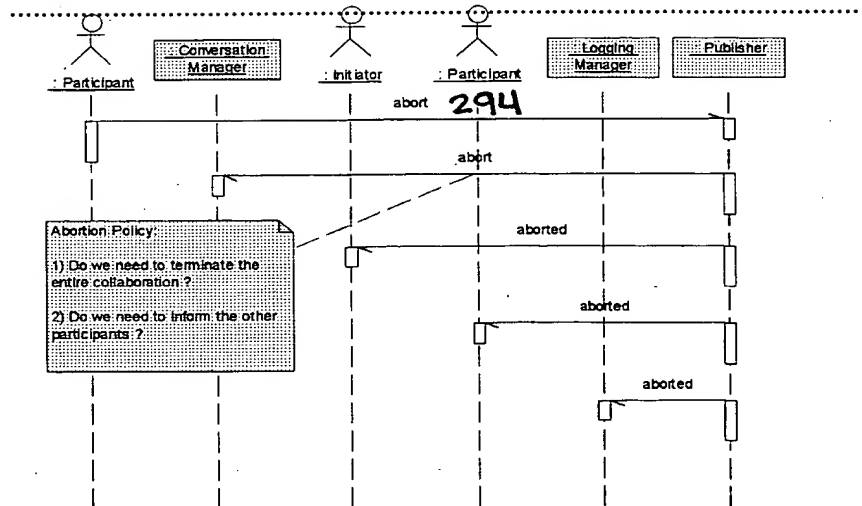 : Participant
: Conversation
Manager
: Initiator
: Participant
: Logging
Manager
: Publisher
abort 294
abort
Abortion Policy:
1) Do we need to terminate the
entire collaboration ?
2) Do we need to inform the other
participants ?
aborted
aborted
aborted